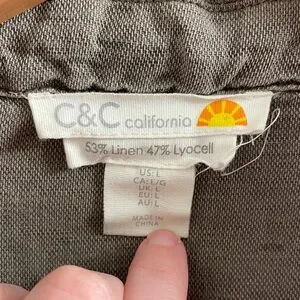 C&C california
53% Linen 47% Lyocell
US: L
CA: L/G
UK: L
EU: L
AU: L
MADE IN
CHINA